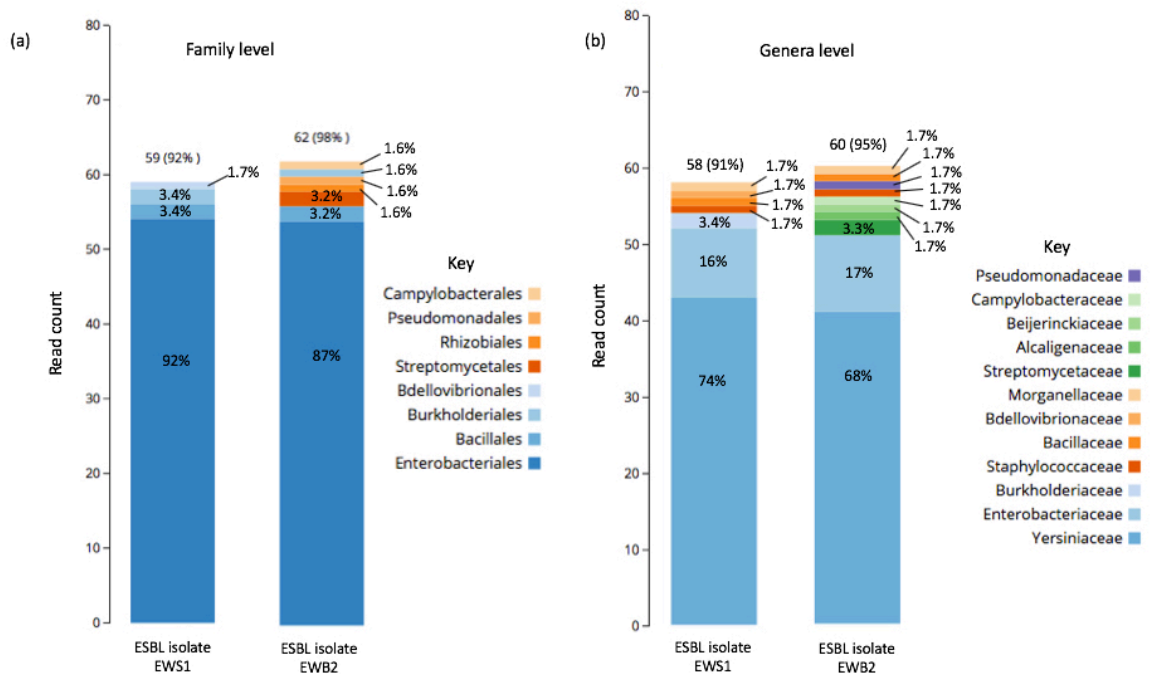 (a)
Family level
80
70
60
50
40
30
20
10
0
Read count
59 (92% )
1.7%
3.4%
3.4%
92%
62 (98% )
1.6%
1.6%
1.6%
1.6%
3.2%
3.2%
87%
Key
Campylobacterales
Pseudomonadales
Rhizobiales
Streptomycetales
Bdellovibrionales
Burkholderiales
Bacillales
Enterobacteriales
ESBL isolate
EWS1
ESBL isolate
EWB2
(b)
Genera level
80
70
60
50
40
30
20
10
0
Read count
58 (91%)
1.7%
1.7%
1.7%
1.7%
3.4%
16%
74%
60 (95%)
1.7%
1.7%
1.7%
1.7%
1.7%
1.7%
1.7%
3.3%
17%
68%
Key
Pseudomonadaceae
Campylobacteraceae
Beijerinckiaceae
Alcaligenaceae
Streptomycetaceae
Morganellaceae
Bdellovibrionaceae
Bacillaceae
Staphylococcaceae
Burkholderiaceae
Enterobacteriaceae
Yersiniaceae
ESBL isolate
EWS1
ESBL isolate
EWB2